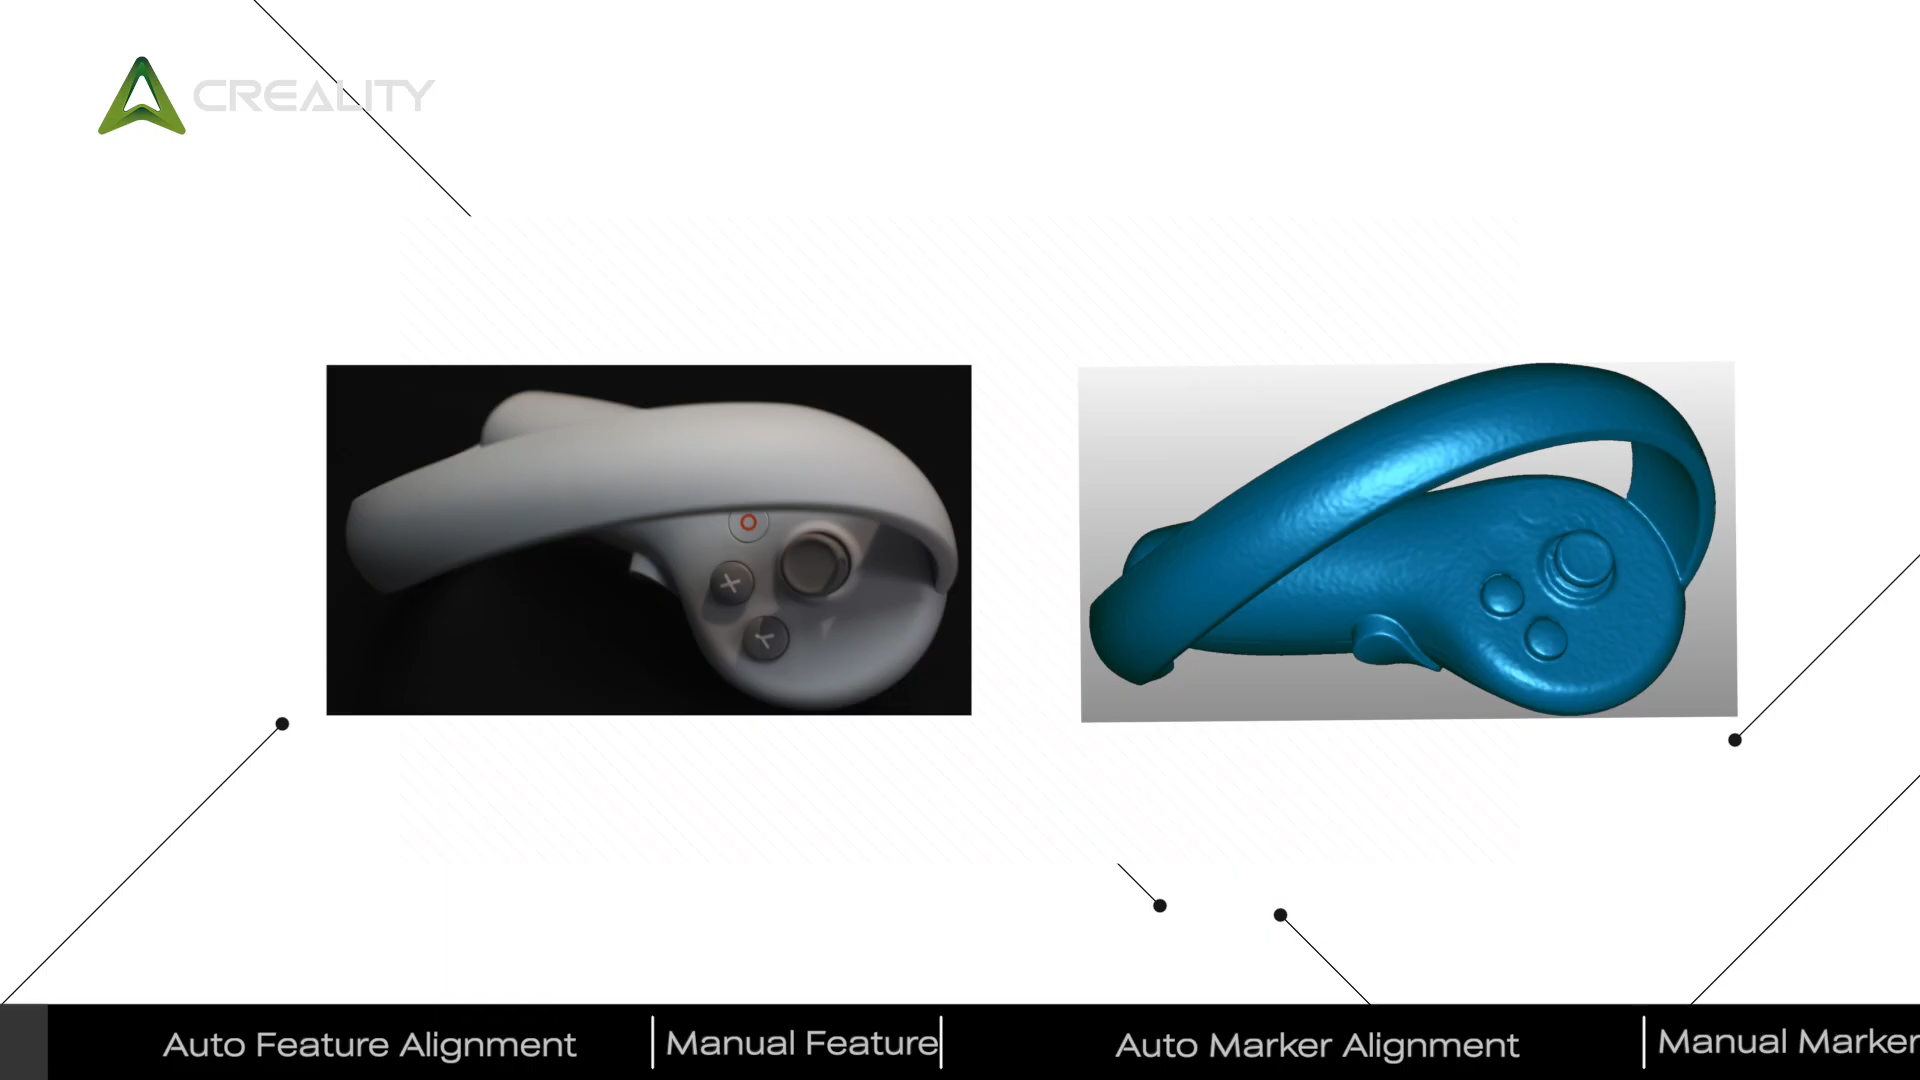 CREALITY
X
Y
Auto Feature Alignment
Manual Feature
Auto Marker Alignment
Manual Marker